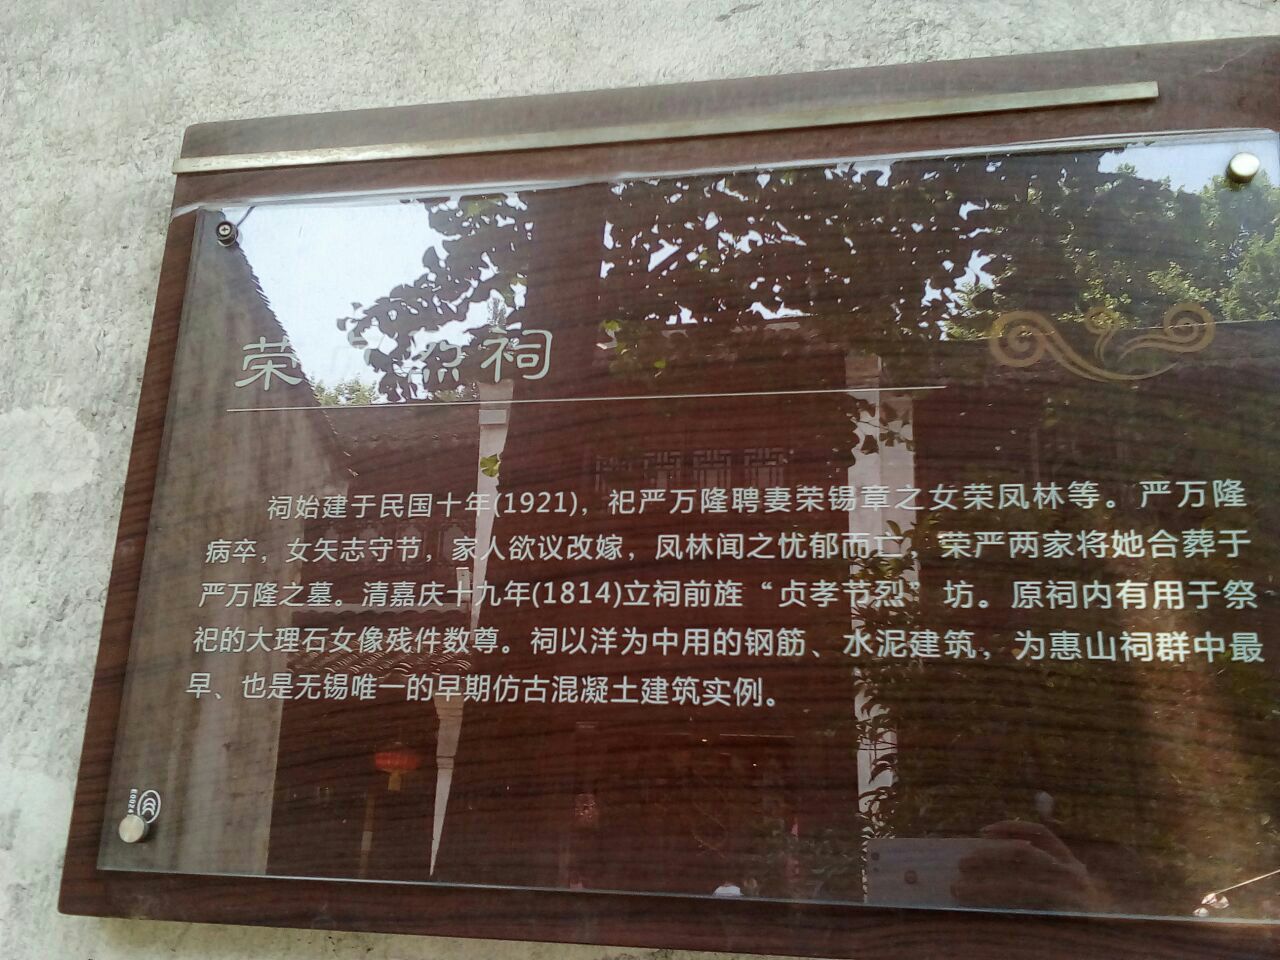 荣 祠
祠始建于民国十年(1921)，祀严万隆聘妻荣锡章之女荣凤林等。严万隆
病卒，女矢志守节，家人欲议改嫁，凤林闻之忧郁而亡，荣严两家将她合葬于
严万隆之墓。清嘉庆十九年(1814)立祠前旌“贞孝节烈”坊。原祠内有用于祭
祀的大理石女像残件数尊。祠以洋为中用的钢筋、水泥建筑，为惠山祠群中最
早、也是无锡唯一的早期仿古混凝土建筑实例。